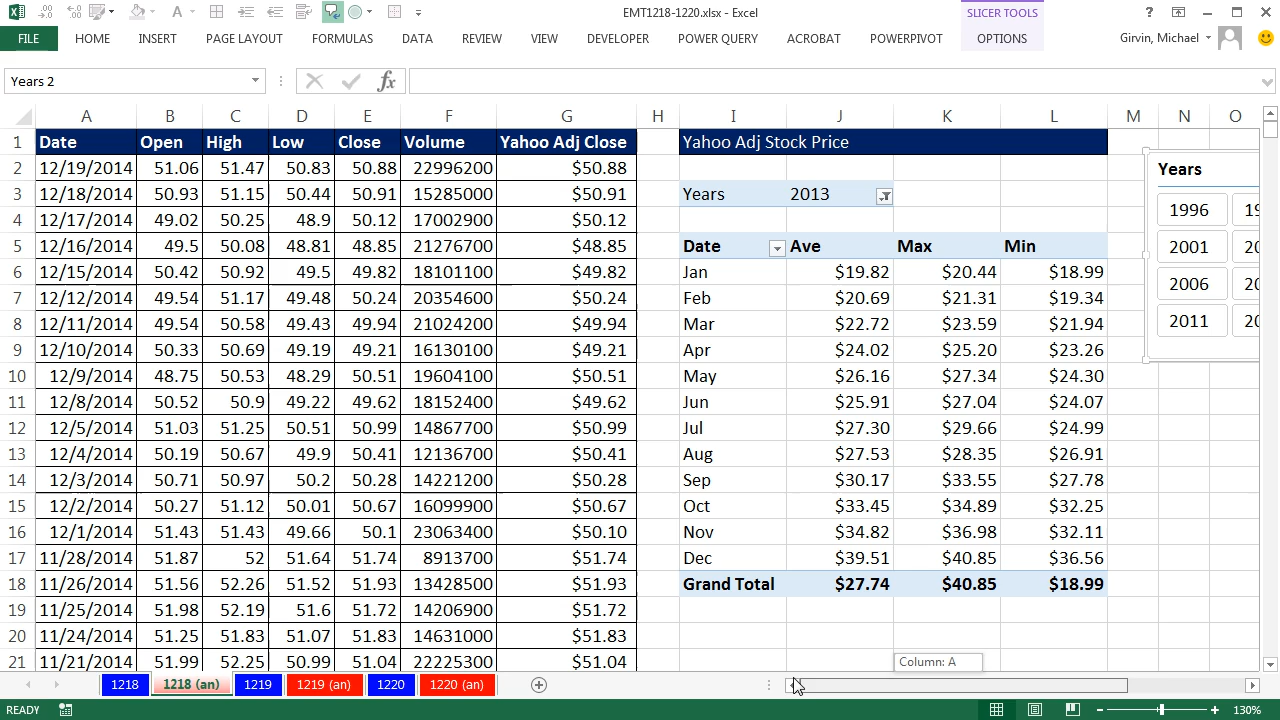 EMT1218-1220.xlsx - Excel
SLICER TOOLS
FILE HOME INSERT PAGE LAYOUT FORMULAS DATA REVIEW VIEW DEVELOPER POWER QUERY ACROBAT POWERPIVOT OPTIONS Girvin, Michael
Years 2 fx
A B C D E F G H I J K L M N O
1 Date Open High Low Close Volume Yahoo Adj Close Yahoo Adj Stock Price
2 12/19/2014 51.06 51.47 50.83 50.88 22996200 $50.88 Years
3 12/18/2014 50.93 51.15 50.44 50.91 15285000 $50.91 Years 2013 1996
4 12/17/2014 49.02 50.25 48.9 50.12 17002900 $50.12
5 12/16/2014 49.5 50.08 48.81 48.85 21276700 $48.85 Date Ave Max Min 2001
6 12/15/2014 50.42 50.92 49.5 49.82 18101100 $49.82 Jan $19.82 $20.44 $18.99
7 12/12/2014 49.54 51.17 49.48 50.24 20354600 $50.24 Feb $20.69 $21.31 $19.34 2006
8 12/11/2014 49.54 50.58 49.43 49.94 21024200 $49.94 Mar $22.72 $23.59 $21.94 2011
9 12/10/2014 50.33 50.69 49.19 49.21 16130100 $49.21 Apr $24.02 $25.20 $23.26
10 12/9/2014 48.75 50.53 48.29 50.51 19604100 $50.51 May $26.16 $27.34 $24.30
11 12/8/2014 50.52 50.9 49.22 49.62 18152400 $49.62 Jun $25.91 $27.04 $24.07
12 12/5/2014 51.03 51.25 50.51 50.99 14867700 $50.99 Jul $27.30 $29.66 $24.99
13 12/4/2014 50.19 50.67 49.9 50.41 12136700 $50.41 Aug $27.53 $28.35 $26.91
14 12/3/2014 50.71 50.97 50.2 50.28 14221200 $50.28 Sep $30.17 $33.55 $27.78
15 12/2/2014 50.27 51.12 50.01 50.67 16099900 $50.67 Oct $33.45 $34.89 $32.25
16 12/1/2014 51.43 51.43 49.66 50.1 23063400 $50.10 Nov $34.82 $36.98 $32.11
17 11/28/2014 51.87 52 51.64 51.74 8913700 $51.74 Dec $39.51 $40.85 $36.56
18 11/26/2014 51.56 52.26 51.52 51.93 13428500 $51.93 Grand Total $27.74 $40.85 $18.99
19 11/25/2014 51.98 52.19 51.6 51.72 14206900 $51.72
20 11/24/2014 51.25 51.83 51.07 51.83 14631000 $51.83
21 11/21/2014 51.99 52.25 50.99 51.04 22225300 $51.04 Column: A
1218 1218 (an) 1219 1219 (an) 1220 1220 (an)
READY 130%